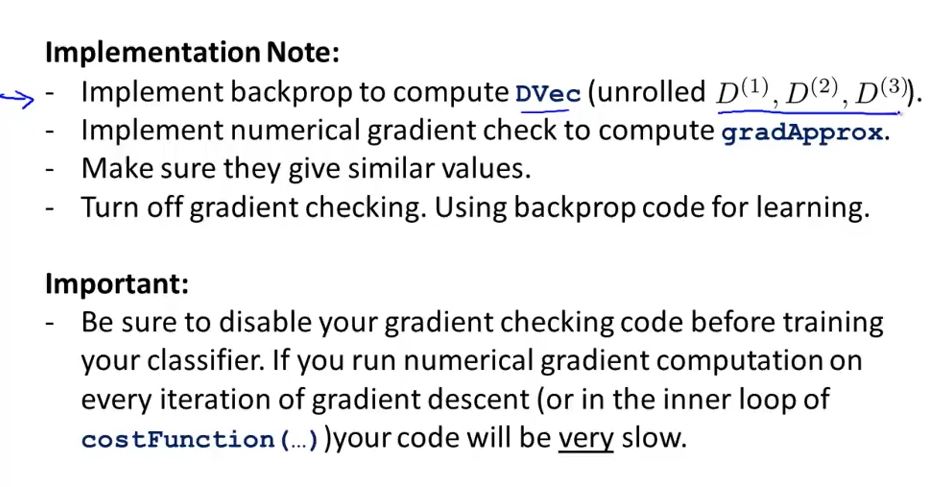 Implementation Note:
- Implement backprop to compute DVec (unrolled D⁽¹⁾, D⁽²⁾, D⁽³⁾).
- Implement numerical gradient check to compute gradApprox.
- Make sure they give similar values.
- Turn off gradient checking. Using backprop code for learning.
Important:
- Be sure to disable your gradient checking code before training
your classifier. If you run numerical gradient computation on
every iteration of gradient descent (or in the inner loop of
costFunction(…))your code will be very slow.